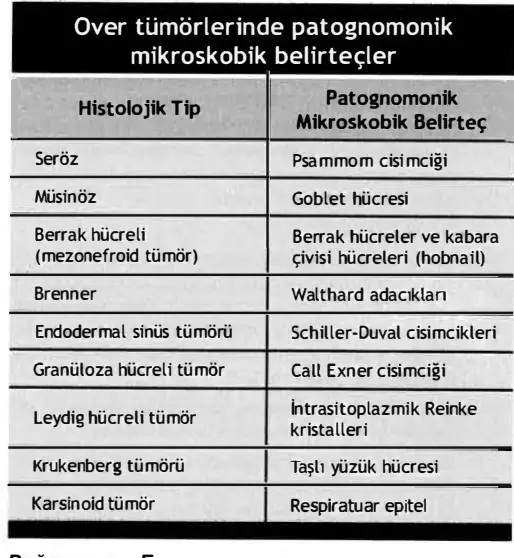 Over tümörlerinde patognomonik
mikroskobik belirteçler
Histolojik Tip
Patognomonik
Mikroskobik Belirteç
Seröz
Psammom cisimciği
Müsinöz
Goblet hücresi
Berrak hücreli
(mezonefroid tümör)
Berrak hücreler ve kabara
çivisi hücreleri (hobnail)
Brenner
Walthard adacıkları
Endodermal sinüs tümörü
Schiller-Duval cisimcikleri
Granüloza hücreli tümör
Call Exner cisimciği
Leydig hücreli tümör
İntrasitoplazmik Reinke
kristalleri
Krukenberg tümörü
Taşlı yüzük hücresi
Karsinoid tümör
Respiratuar epitel